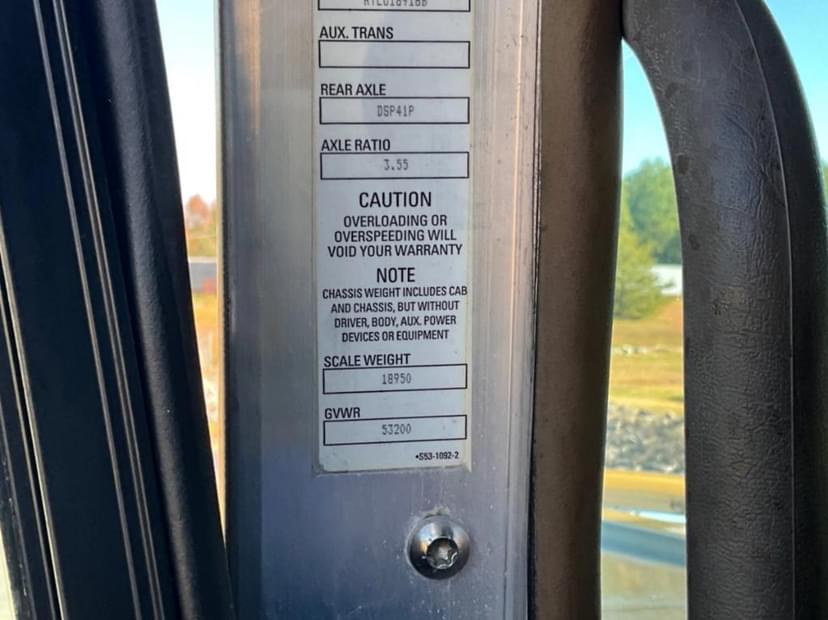 AUX. TRANS
REAR AXLE
DSP41P
AXLE RATIO
3.55
CAUTION
OVERLOADING OR
OVERSPEEDING WILL
VOID YOUR WARRANTY
NOTE
CHASSIS WEIGHT INCLUDES CAB
AND CHASSIS, BUT WITHOUT
DRIVER, BODY, AUX. POWER
DEVICES OR EQUIPMENT
SCALE WEIGHT
18950
GVWR
53200
•S53-1092-2